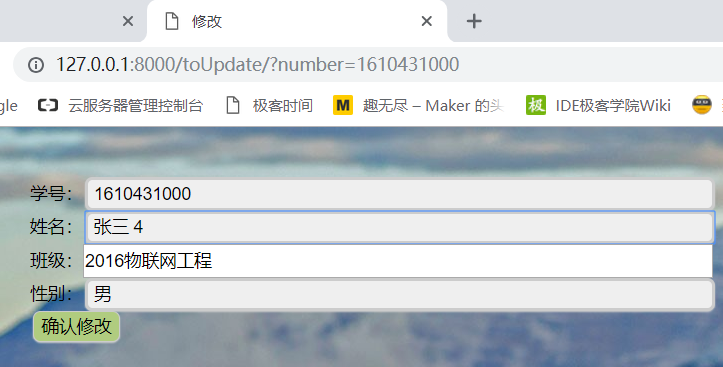 修改
127.0.0.1:8000/toUpdate/?number=1610431000
gle 云服务器管理控制台 极客时间 M 趣无尽 – Maker 的头 极 IDE极客学院Wiki
学号: 1610431000
姓名: 张三 4
班级: 2016物联网工程
性别: 男
确认修改